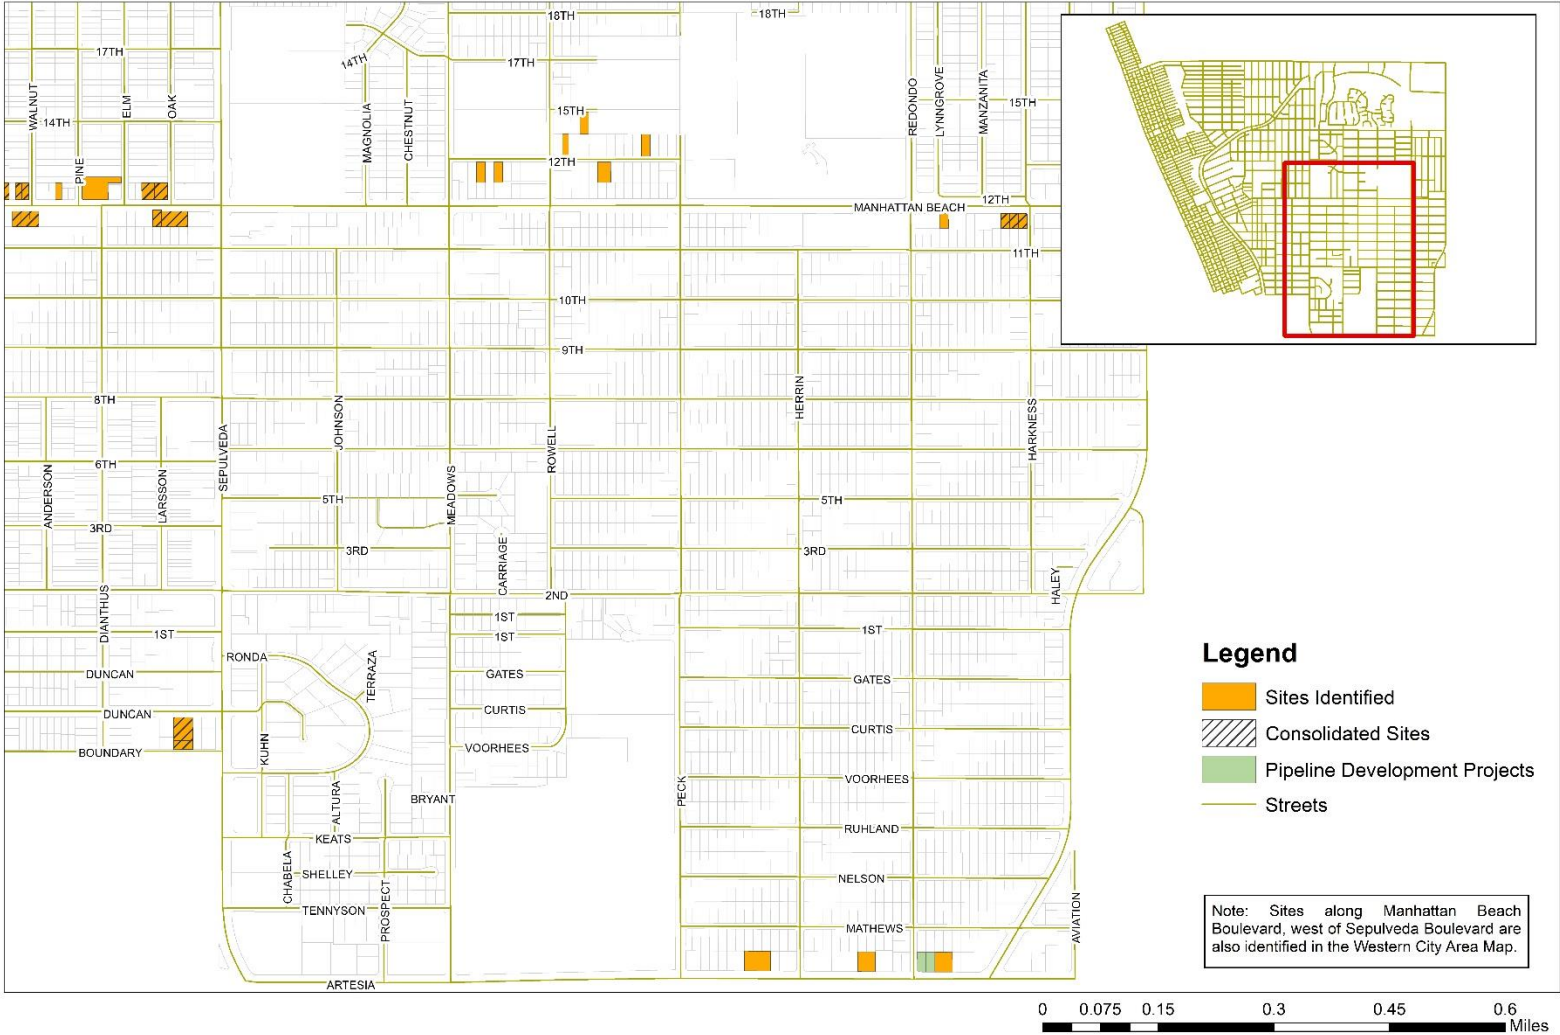 18TH
18TH
17TH
14TH
17TH
WALNUT
ELM
OAK
14TH
PINE
MAGNOLIA
CHESTNUT
15TH
12TH
REDONDO
LYNNGROVE
MANZANITA
15TH
12TH
MANHATTAN BEACH
11TH
10TH
9TH
8TH
JOHNSON
HERRIN
HARKNESS
SEPULVEDA
ROWELL
6TH
ANDERSON
LARSSON
MEADOWS
5TH
5TH
3RD
3RD
3RD
CARRIAGE
HALEY
2ND
DIANTHUS
1ST
1ST
1ST
1ST
RONDA
TERRAZA
DUNCAN
GATES
GATES
DUNCAN
CURTIS
CURTIS
BOUNDARY
KUHN
VOORHEES
VOORHEES
ALTURA
BRYANT
PECK
KEATS
RUHLAND
CHABELA
SHELLEY
NELSON
TENNYSON
PROSPECT
MATHEWS
AVIATION
ARTESIA
Legend
Sites Identified
Consolidated Sites
Pipeline Development Projects
Streets
Note: Sites along Manhattan Beach
Boulevard, west of Sepulveda Boulevard are
also identified in the Western City Area Map.
0 0.075 0.15 0.3 0.45 0.6
Miles